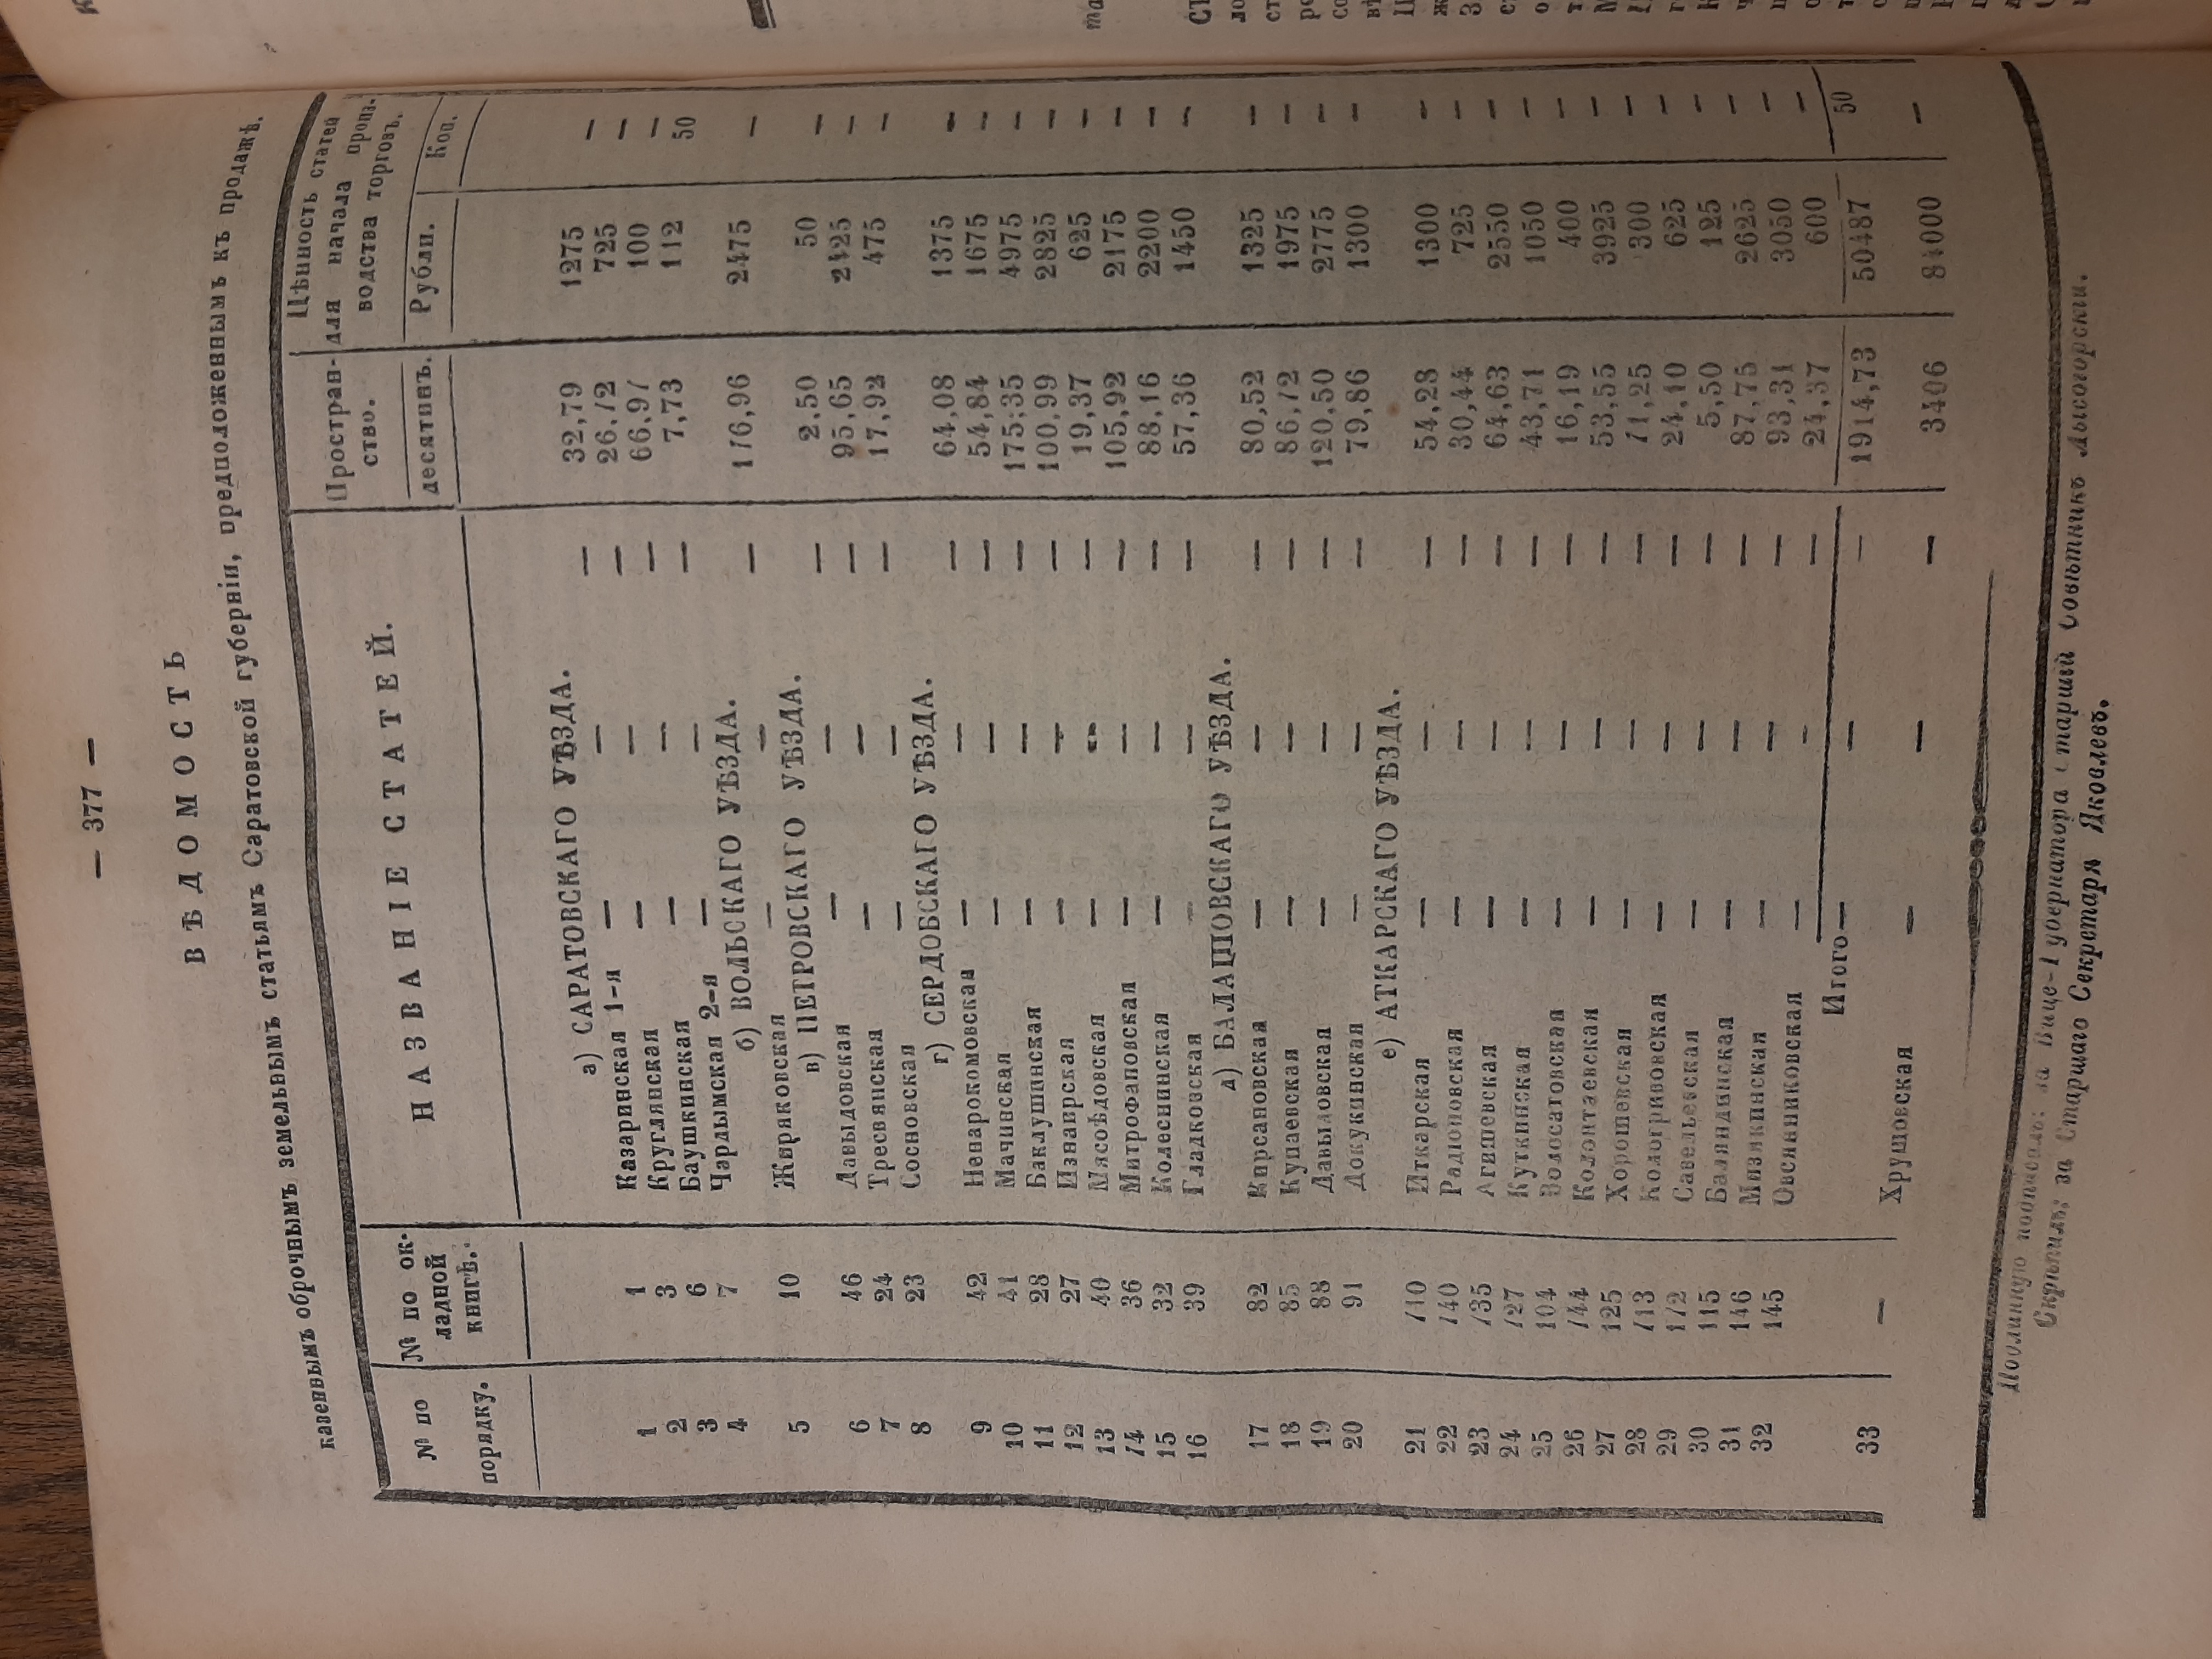 — 377 —
ВѢДОМОСТЬ
казеннымъ оброчнымъ земельнымъ статьямъ Саратовской губерніи, предположеннымъ къ продажѣ.
№ по порядку. № по окладной книгѣ. НАЗВАНІЕ СТАТЕЙ. Пространство. десятинъ. Цѣнность статей для начала производства торговъ. Рубли. Коп.
а) САРАТОВСКАГО УѢЗДА.
1 1 Казаринская 1-я — — — 32,79 1275 —
2 3 Круглянская — — — 26,12 725 —
3 6 Баушкинская — — — 66,97 100 —
4 7 Чардымская 2-я — — — 7,73 112 50
б) ВОЛЬСКАГО УѢЗДА.
5 10 Жиряковская — — — 176,96 2475 —
в) ПЕТРОВСКАГО УѢЗДА.
6 46 Давыдовская — — — 2,50 50 —
7 24 Тресвянская — — — 95,65 2425 —
8 23 Сосновская — — — 17,92 475 —
г) СЕРДОБСКАГО УѢЗДА.
9 42 Ненарокомовская — — — 64,08 1375 —
10 41 Мачинская — — — 54,84 1675 —
11 28 Баклушинская — — — 175;35 4975 —
12 27 Изнаирская — — — 100,99 2825 —
13 40 Мясоѣдовская — — — 19,37 625 —
14 36 Митрофановская — — — 105,92 2175 —
15 32 Колеснинская — — — 88,16 2200 —
16 39 Гладковская — — — 57,36 1450 —
д) БАЛАШОВСКАГО УѢЗДА.
17 82 Кирсановская — — — 80,52 1325 —
18 85 Купаевская — — — 86,72 1975 —
19 88 Давыдовская — — — 120,50 2775 —
20 91 Докукинская — — — 79,86 1300 —
е) АТКАРСКАГО УѢЗДА.
21 110 Иткарская — — — 54,28 1300 —
22 140 Радіоновская — — — 30,44 725 —
23 135 Агишевская — — — 64,63 2550 —
24 127 Куткинская — — — 43,71 1050 —
25 104 Волосатовская — — — 16,19 400 —
26 144 Колонтаевская — — — 53,55 3925 —
27 125 Хорошевская — — — 11,25 300 —
28 113 Кологривовская — — — 24,10 625 —
29 112 Савельевская — — — 5,50 125 —
30 115 Баляндинская — — — 87,75 2625 —
31 146 Мизякинская — — — 93,31 3050 —
32 145 Овсянниковская — — — 24,37 600 —
Итого — — — 1914,73 50487 50
33 — Хрущовская — — — 3406 84000 —
Подлинную подписалъ: за Вице-Губернатора Старшій Совѣтникъ Лысогорскій.
Скрѣпилъ: за Старшаго Секретаря Яковлевъ.